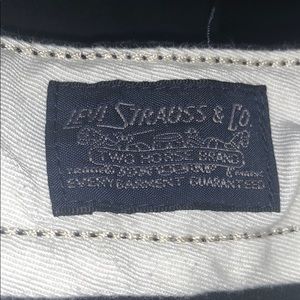 LEVI STRAUSS & CO
TWO HORSE BRAND
EVERY GARMENT GUARANTEED